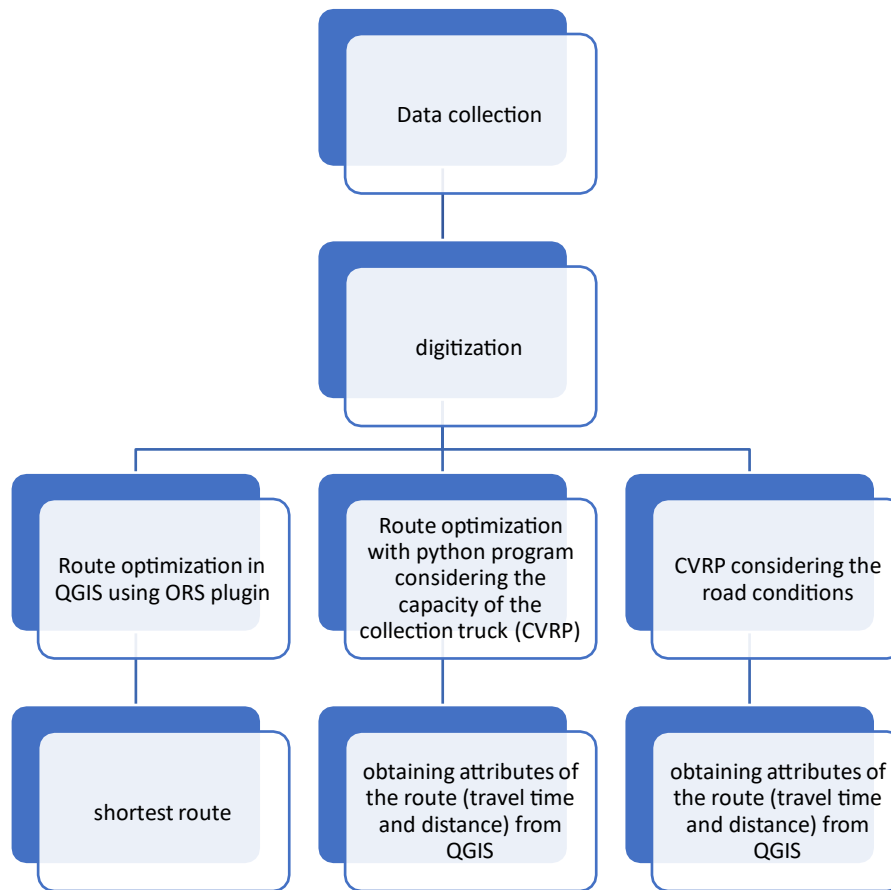 Data collection
digitization
Route optimization in
QGIS using ORS plugin
Route optimization
with python program
considering the
capacity of the
collection truck (CVRP)
CVRP considering the
road conditions
shortest route
obtaining attributes of
the route (travel time
and distance) from
QGIS
obtaining attributes of
the route (travel time
and distance) from
QGIS